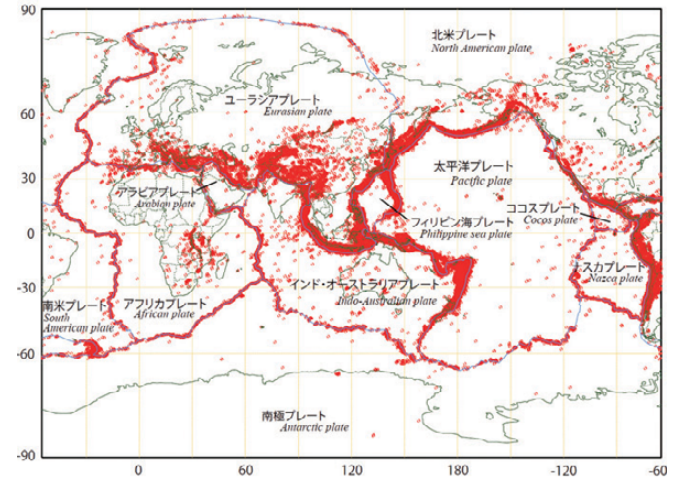 90
60
30
0
-30
-60
-90
0
60
120
180
-120
-60
北米プレート
North American plate
ユーラシアプレート
Eurasian plate
太平洋プレート
Pacific plate
アラビアプレート
Arabian plate
ココスプレート
Cocos plate
フィリピン海プレート
Philippine sea plate
ナスカプレート
Nazca plate
インド・オーストラリアプレート
Indo-Australian plate
南米プレート
South
American plate
アフリカプレート
African plate
南極プレート
Antarctic plate